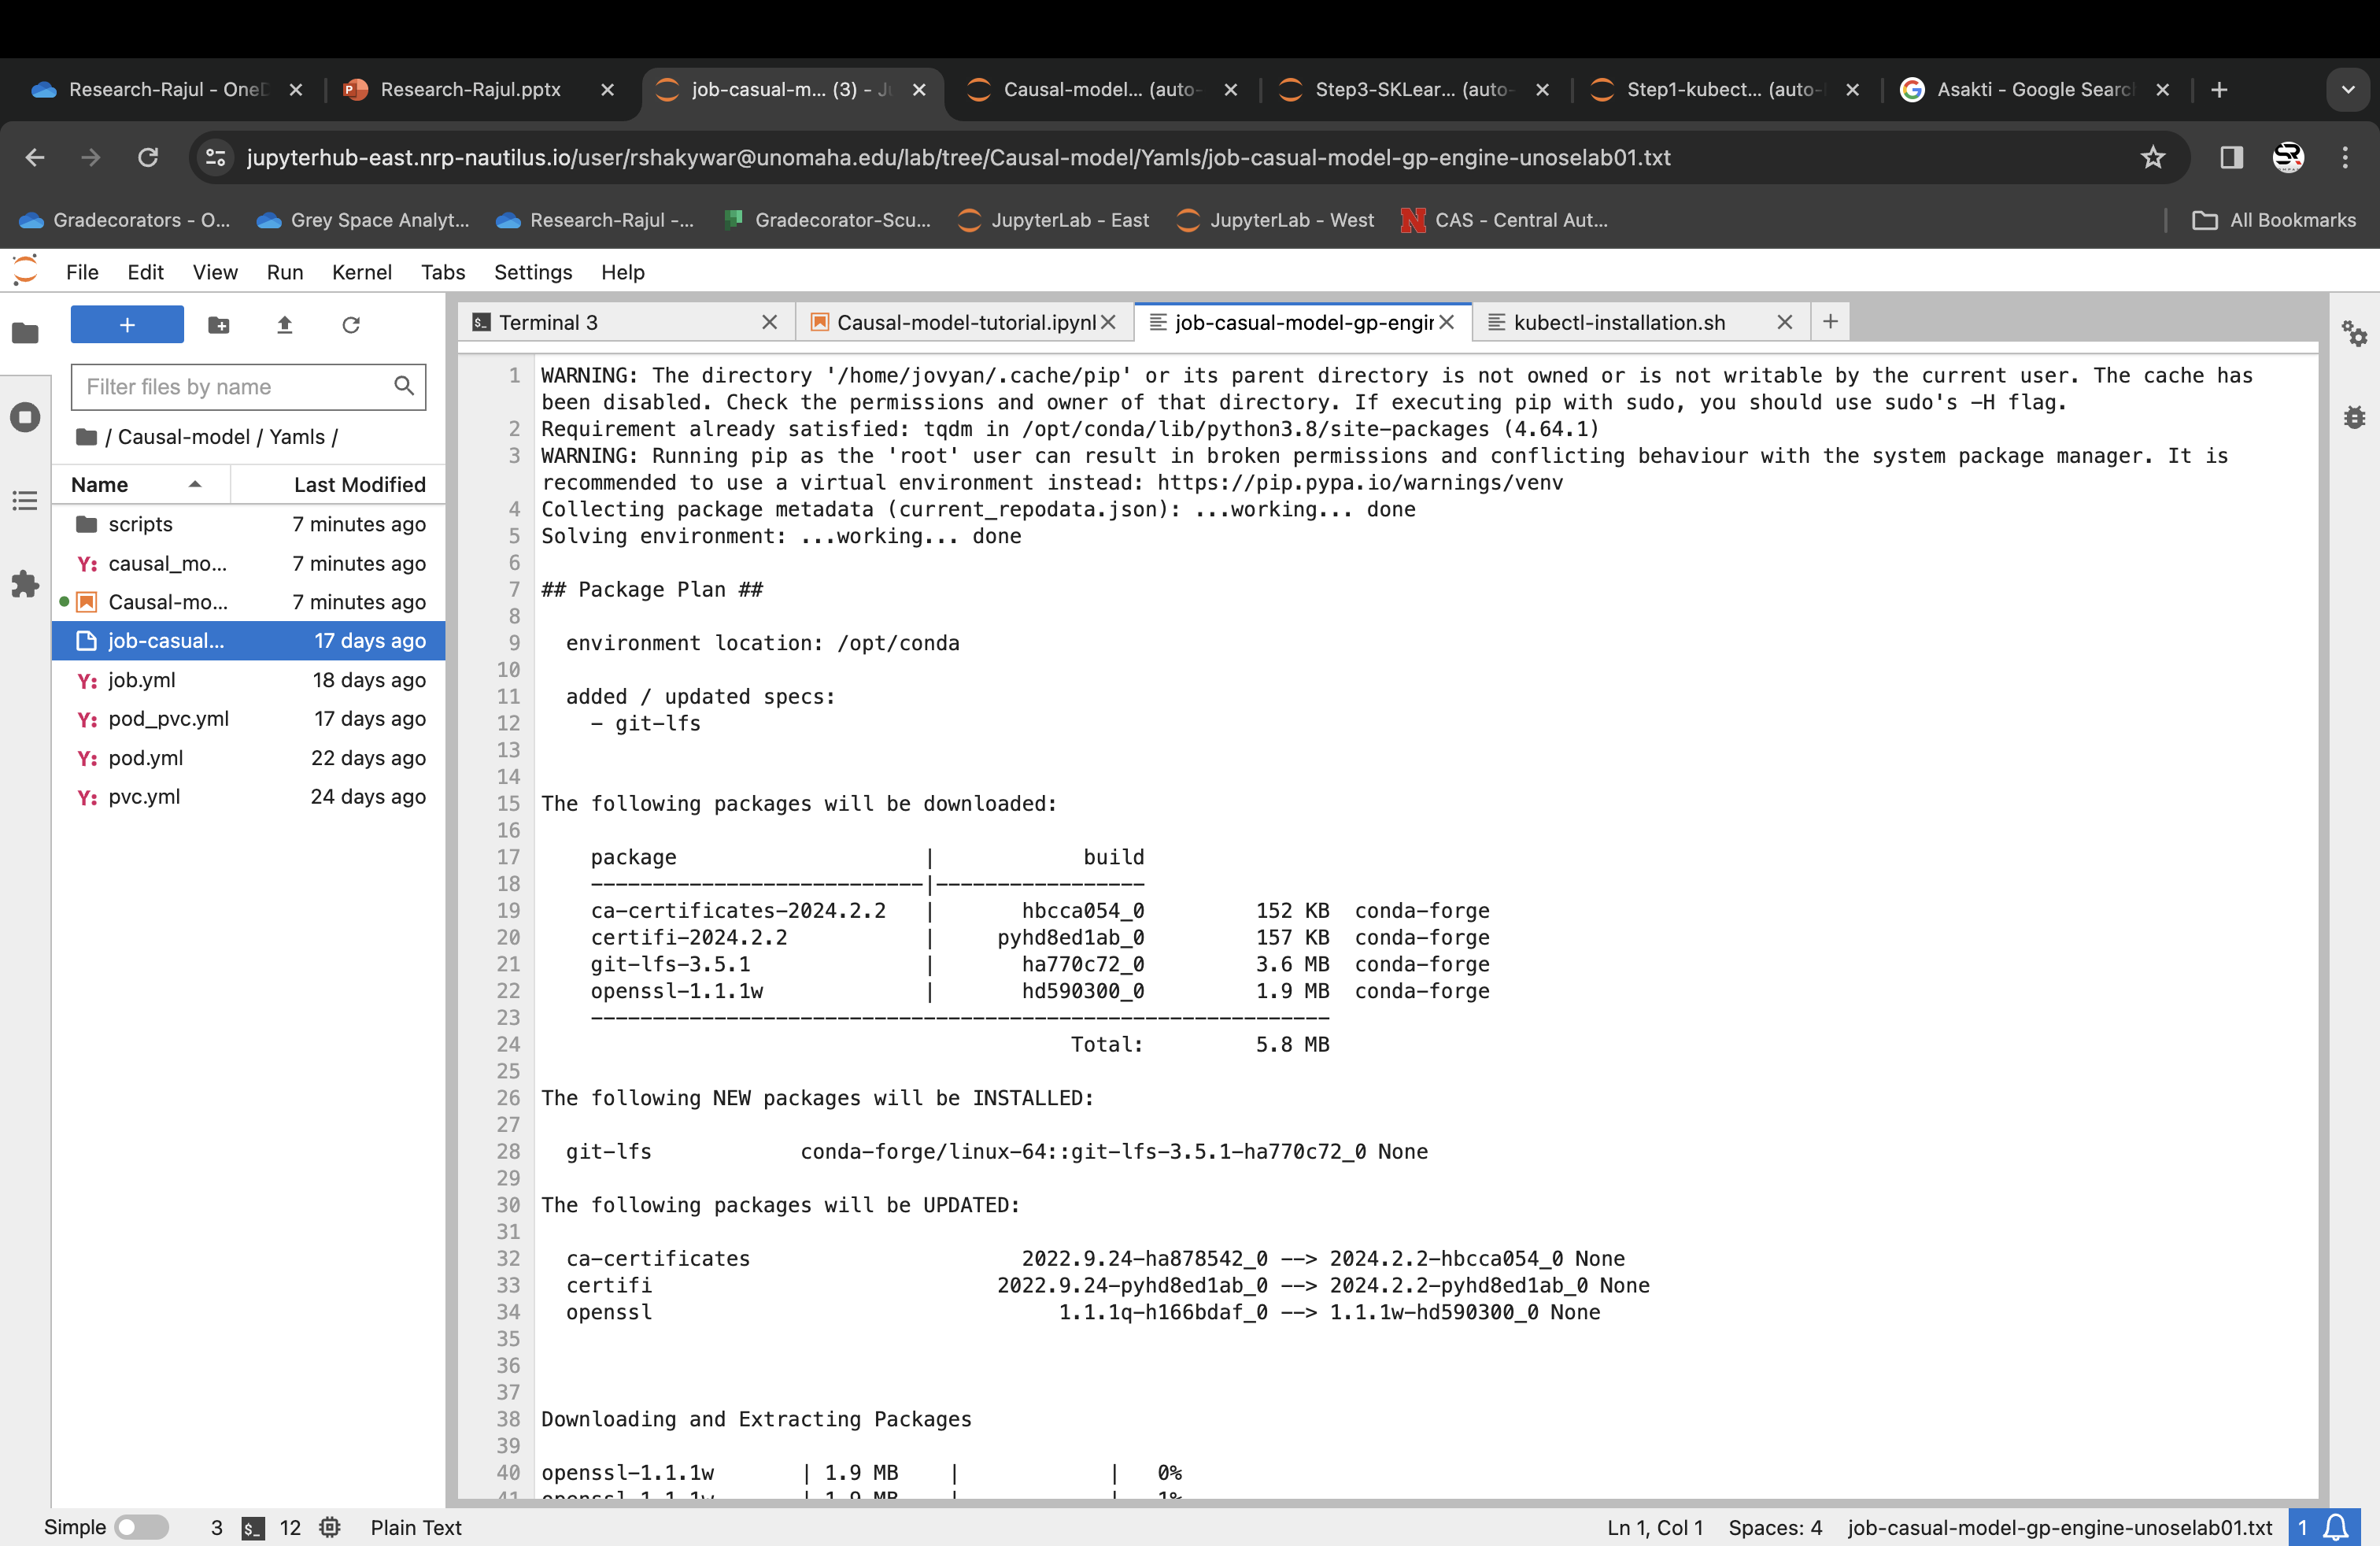 Research-Rajul - OneD
Research-Rajul.pptx
job-casual-m... (3) - Ju
Causal-model... (auto-
Step3-SKLear... (auto-
Step1-kubect... (auto-
Asakti - Google Search
jupyterhub-east.nrp-nautilus.io/user/rshakywar@unomaha.edu/lab/tree/Causal-model/Yamls/job-casual-model-gp-engine-unoselab01.txt
Gradecorators - O...
Grey Space Analyt...
Research-Rajul -...
Gradecorator-Scu...
JupyterLab - East
JupyterLab - West
CAS - Central Aut...
All Bookmarks
File Edit View Run Kernel Tabs Settings Help
Filter files by name
/ Causal-model / Yamls /
Name Last Modified
scripts 7 minutes ago
Y: causal_mo... 7 minutes ago
Causal-mo... 7 minutes ago
job-casual... 17 days ago
Y: job.yml 18 days ago
Y: pod_pvc.yml 17 days ago
Y: pod.yml 22 days ago
Y: pvc.yml 24 days ago
Terminal 3
Causal-model-tutorial.ipynl
job-casual-model-gp-engir
kubectl-installation.sh
1 WARNING: The directory '/home/jovyan/.cache/pip' or its parent directory is not owned or is not writable by the current user. The cache has
been disabled. Check the permissions and owner of that directory. If executing pip with sudo, you should use sudo's -H flag.
2 Requirement already satisfied: tqdm in /opt/conda/lib/python3.8/site-packages (4.64.1)
3 WARNING: Running pip as the 'root' user can result in broken permissions and conflicting behaviour with the system package manager. It is
recommended to use a virtual environment instead: https://pip.pypa.io/warnings/venv
4 Collecting package metadata (current_repodata.json): ...working... done
5 Solving environment: ...working... done
6
7 ## Package Plan ##
8
9 environment location: /opt/conda
10
11 added / updated specs:
12 - git-lfs
13
14
15 The following packages will be downloaded:
16
17 package | build
18 ---------------------------|-----------------
19 ca-certificates-2024.2.2 | hbcca054_0 152 KB conda-forge
20 certifi-2024.2.2 | pyhd8ed1ab_0 157 KB conda-forge
21 git-lfs-3.5.1 | ha770c72_0 3.6 MB conda-forge
22 openssl-1.1.1w | hd590300_0 1.9 MB conda-forge
23 ------------------------------------------------------------
24 Total: 5.8 MB
25
26 The following NEW packages will be INSTALLED:
27
28 git-lfs conda-forge/linux-64::git-lfs-3.5.1-ha770c72_0 None
29
30 The following packages will be UPDATED:
31
32 ca-certificates 2022.9.24-ha878542_0 --> 2024.2.2-hbcca054_0 None
33 certifi 2022.9.24-pyhd8ed1ab_0 --> 2024.2.2-pyhd8ed1ab_0 None
34 openssl 1.1.1q-h166bdaf_0 --> 1.1.1w-hd590300_0 None
35
36
37
38 Downloading and Extracting Packages
39
40 openssl-1.1.1w | 1.9 MB | | 0%
41 openssl-1.1.1w | 1.9 MB | | 1%
Simple 3 12 Plain Text Ln 1, Col 1 Spaces: 4 job-casual-model-gp-engine-unoselab01.txt 1